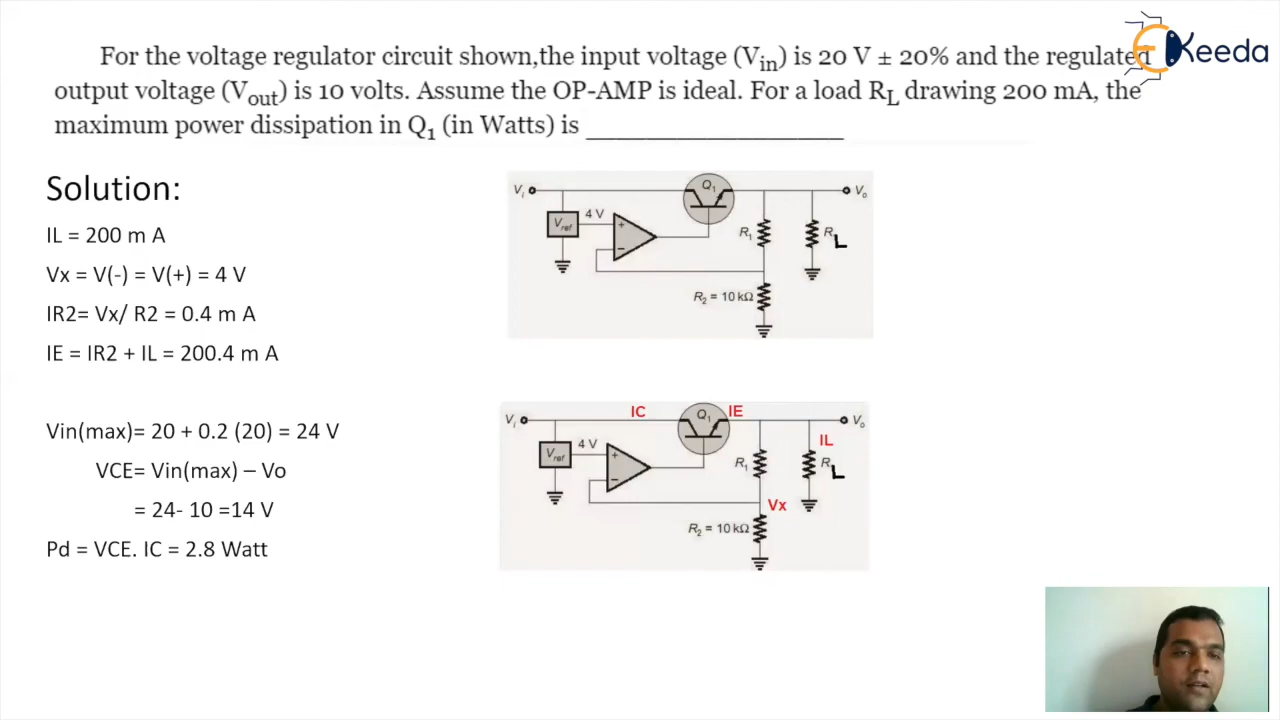 Keeda
For the voltage regulator circuit shown,the input voltage (Vin) is 20 V ± 20% and the regulated
output voltage (Vout) is 10 volts. Assume the OP-AMP is ideal. For a load RL drawing 200 mA, the
maximum power dissipation in Q1 (in Watts) is ____________________
Solution:
IL = 200 m A
Vx = V(-) = V(+) = 4 V
IR2= Vx/ R2 = 0.4 m A
IE = IR2 + IL = 200.4 m A
Vin(max)= 20 + 0.2 (20) = 24 V
VCE= Vin(max) – Vo
= 24- 10 =14 V
Pd = VCE. IC = 2.8 Watt
Vi
Q1
Vo
Vref
4 V
+
−
R1
RL
R2 = 10 kΩ
Vi
IC
Q1
IE
Vo
Vref
4 V
+
−
R1
IL
RL
Vx
R2 = 10 kΩ